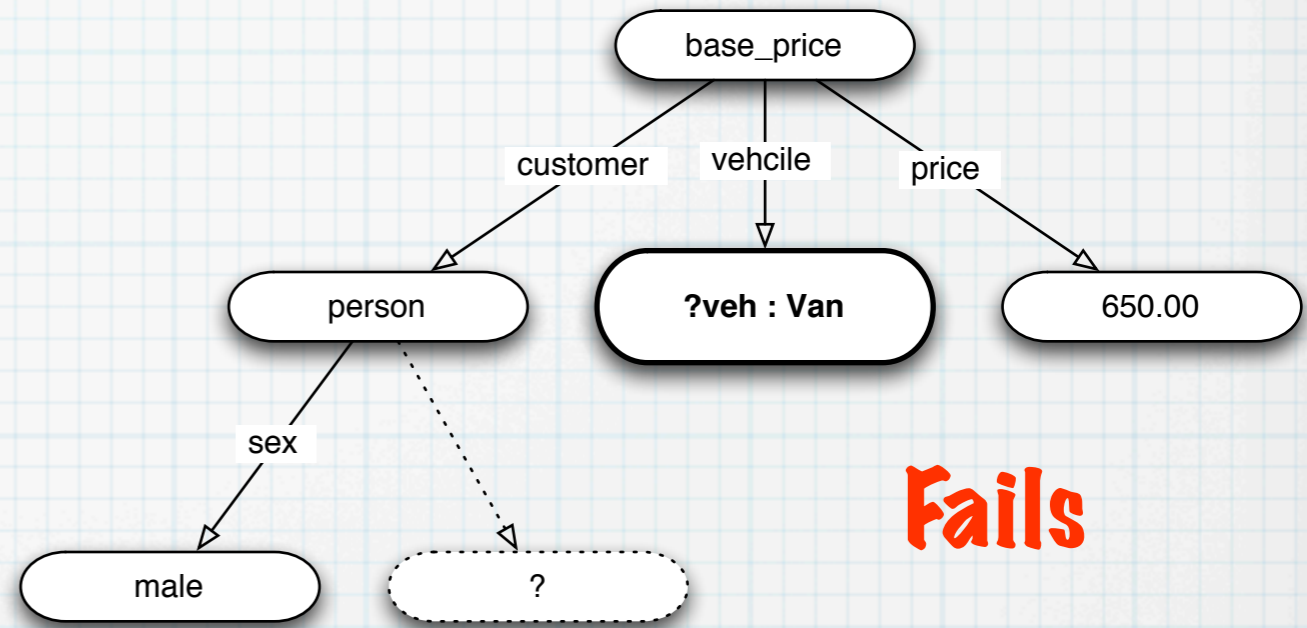 base_price
customer
vehcile
price
person
?veh : Van
650.00
sex
Fails
male
?